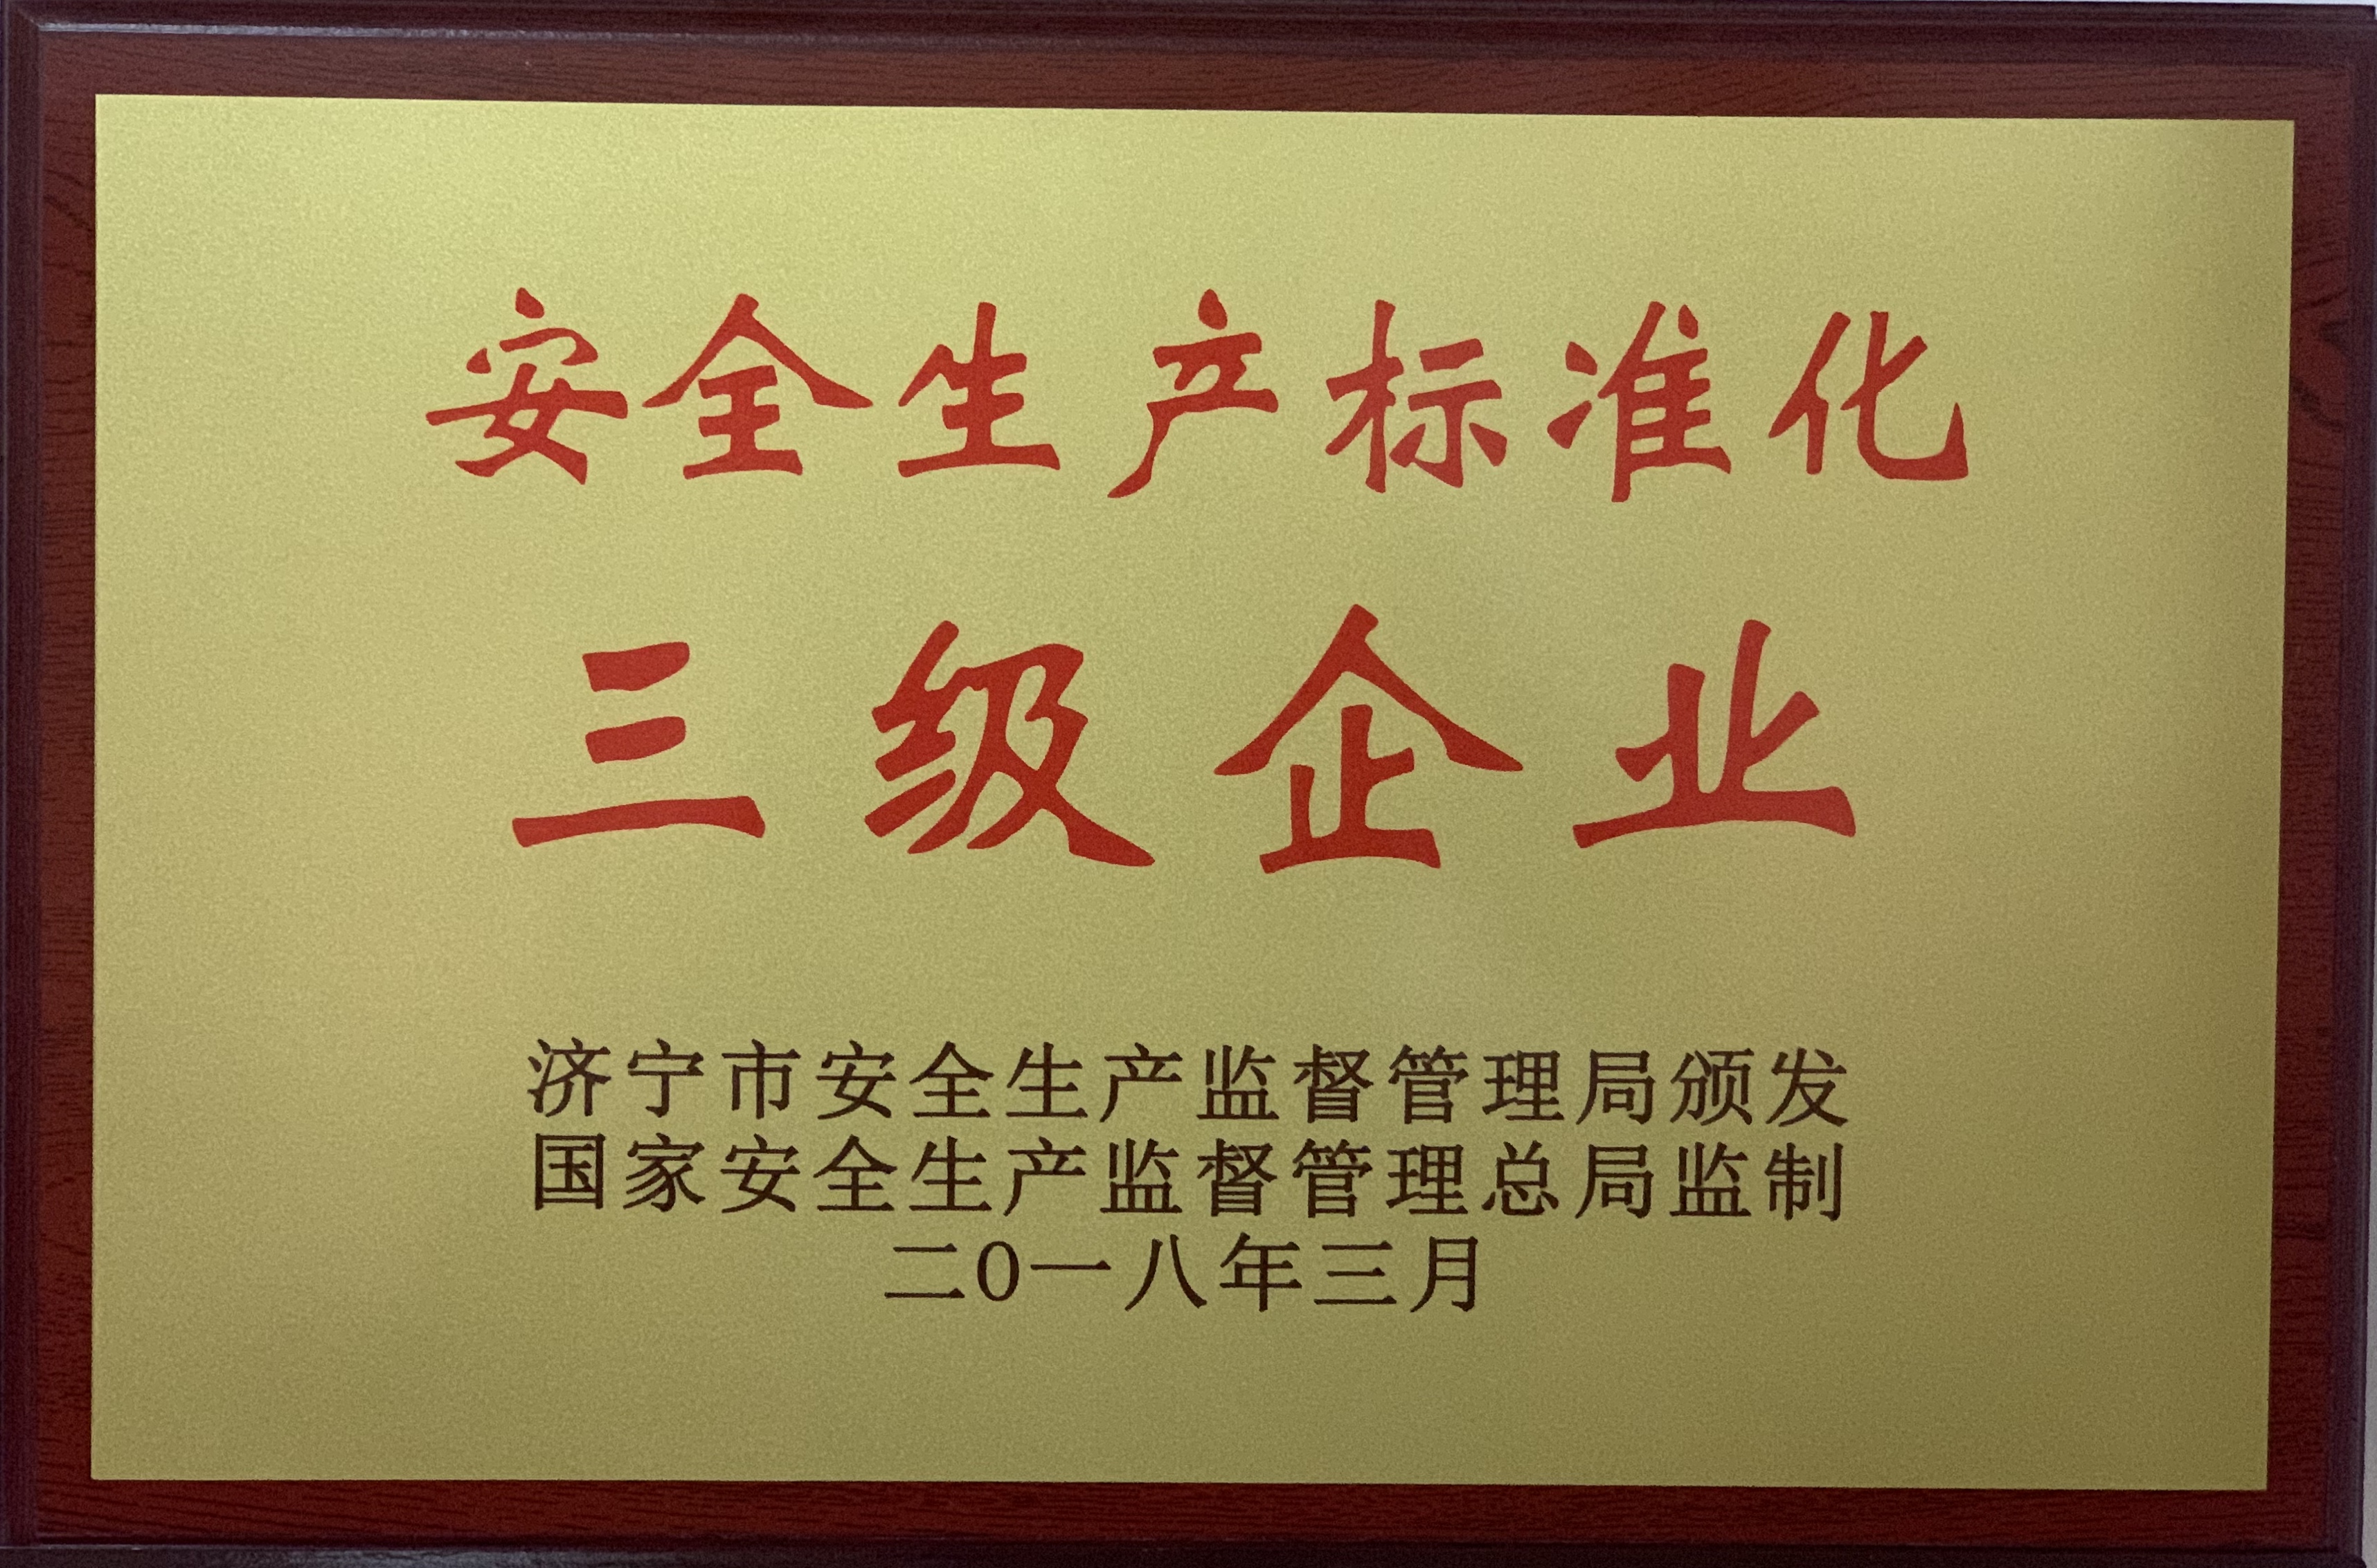 安全生产标准化
三级企业
济宁市安全生产监督管理局颁发
国家安全生产监督管理总局监制
二0一八年三月